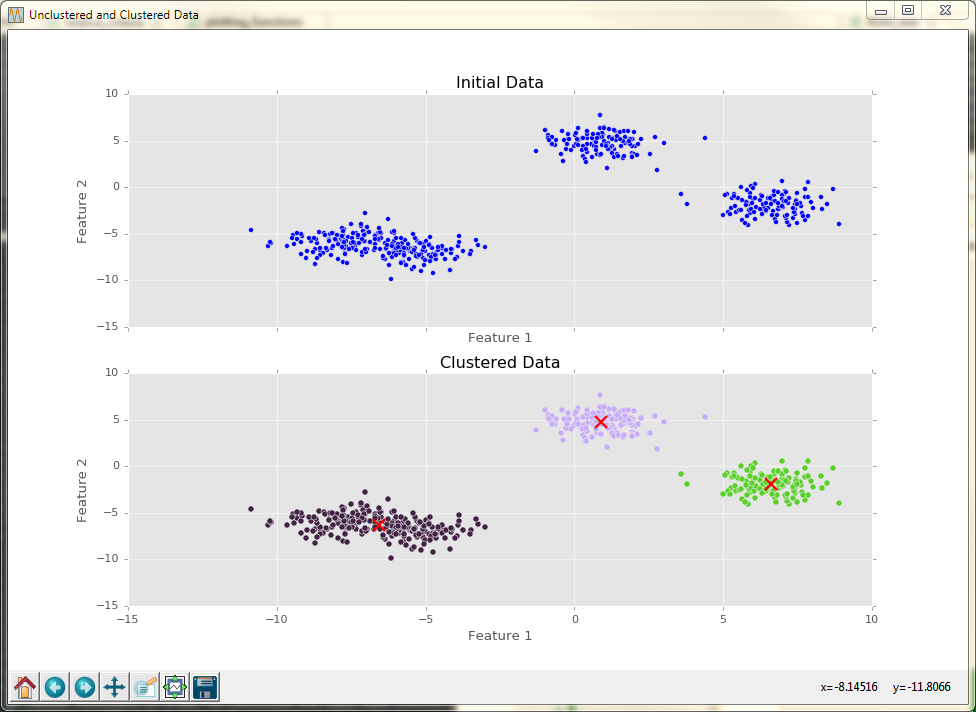 Unclustered and Clustered Data
Initial Data
10
5
0
−5
−10
−15
Feature 2
Feature 1
Clustered Data
10
5
0
−5
−10
−15
Feature 2
−15 −10 −5 0 5 10
Feature 1
x=-8.14516 y=-11.8066